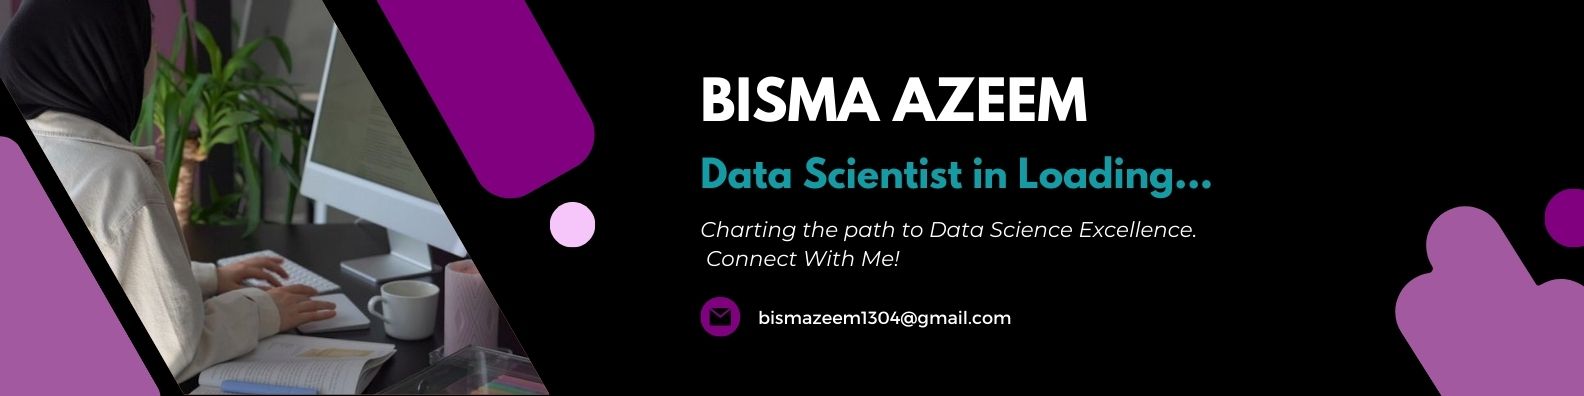 BISMA AZEEM
Data Scientist in Loading...
Charting the path to Data Science Excellence.
Connect With Me!
bismazeem1304@gmail.com